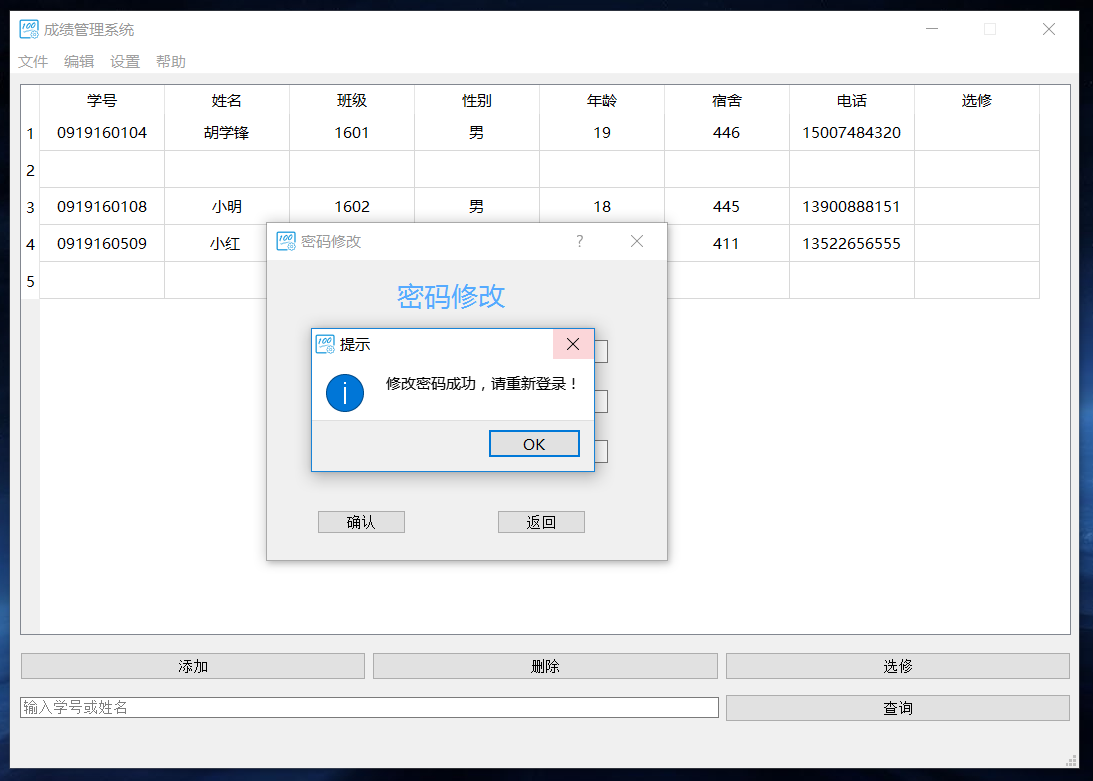 成绩管理系统
文件 编辑 设置 帮助
学号 姓名 班级 性别 年龄 宿舍 电话 选修
1 0919160104 胡学锋 1601 男 19 446 15007484320
2
3 0919160108 小明 1602 男 18 445 13900888151
4 0919160509 小红 411 13522656555
5
密码修改 ?
密码修改
提示
修改密码成功，请重新登录！
OK
确认 返回
添加 删除 选修
输入学号或姓名 查询